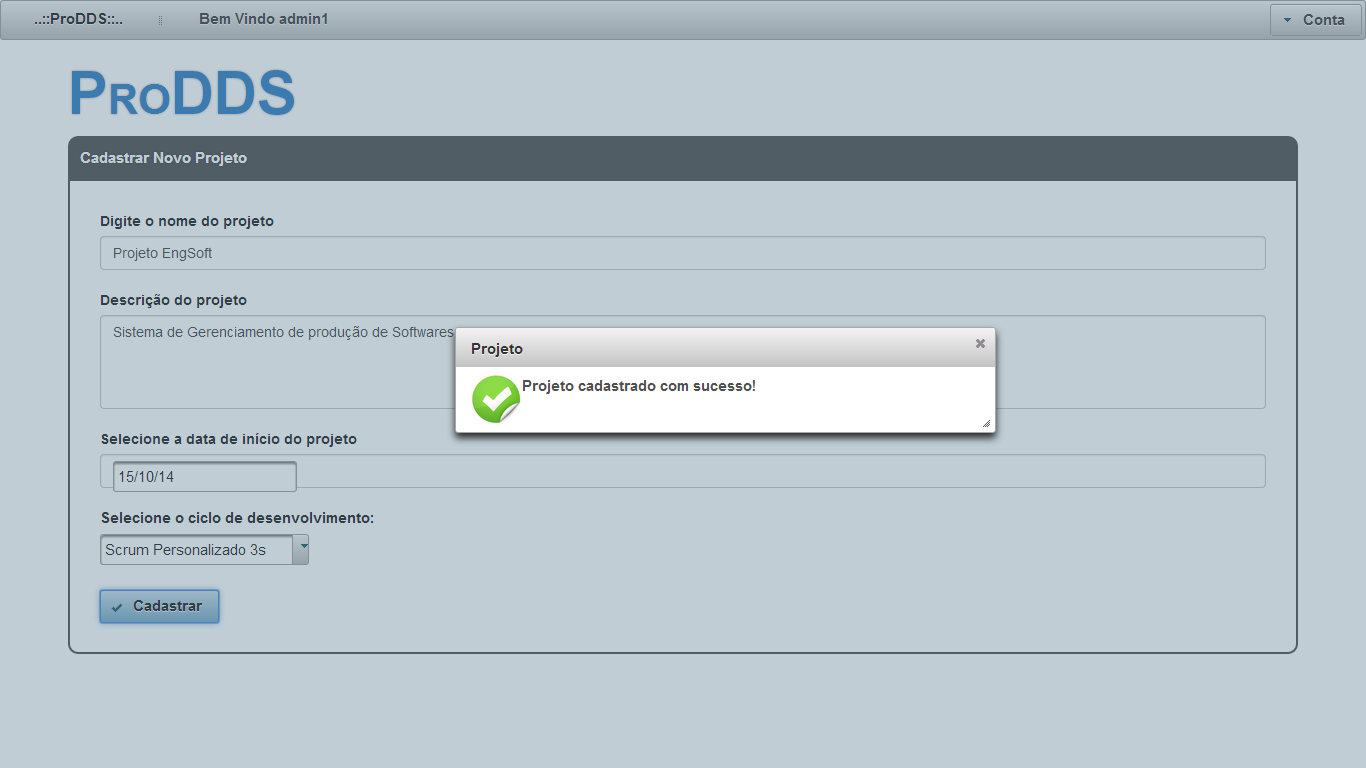 ..::ProDDS::..
Bem Vindo admin1
Conta
ProDDS
Cadastrar Novo Projeto
Digite o nome do projeto
Projeto EngSoft
Descrição do projeto
Sistema de Gerenciamento de produção de Softwares
Projeto
Projeto cadastrado com sucesso!
Selecione a data de início do projeto
15/10/14
Selecione o ciclo de desenvolvimento:
Scrum Personalizado 3s
Cadastrar